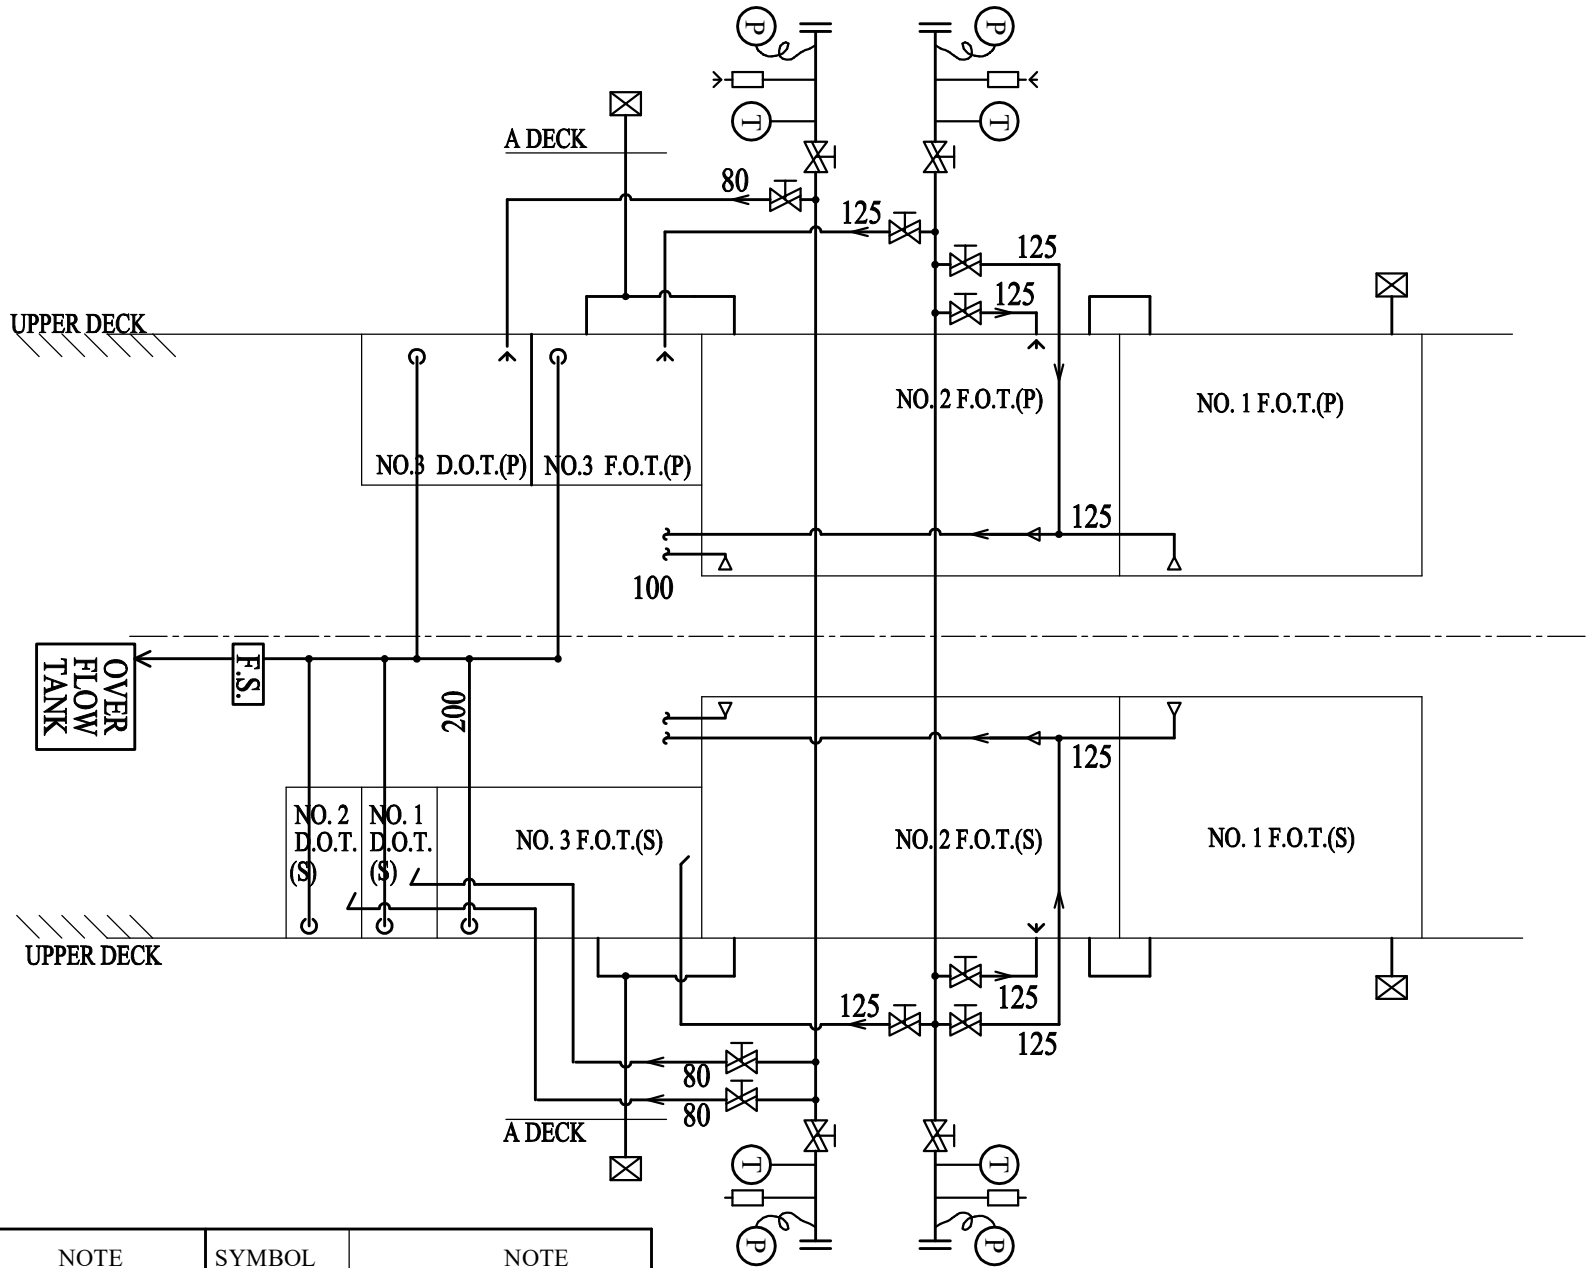 P
P
T
T
A DECK
80
125
125
125
UPPER DECK
NO. 2 F.O.T.(P)
NO. 1 F.O.T.(P)
NO.3 D.O.T.(P)
NO.3 F.O.T.(P)
125
100
OVER
FLOW
TANK
F.S.
200
125
NO. 2
D.O.T.
(S)
NO. 1
D.O.T.
(S)
NO. 3 F.O.T.(S)
NO. 2 F.O.T.(S)
NO. 1 F.O.T.(S)
UPPER DECK
125
125
125
80
80
A DECK
T
T
P
P
NOTE
SYMBOL
NOTE